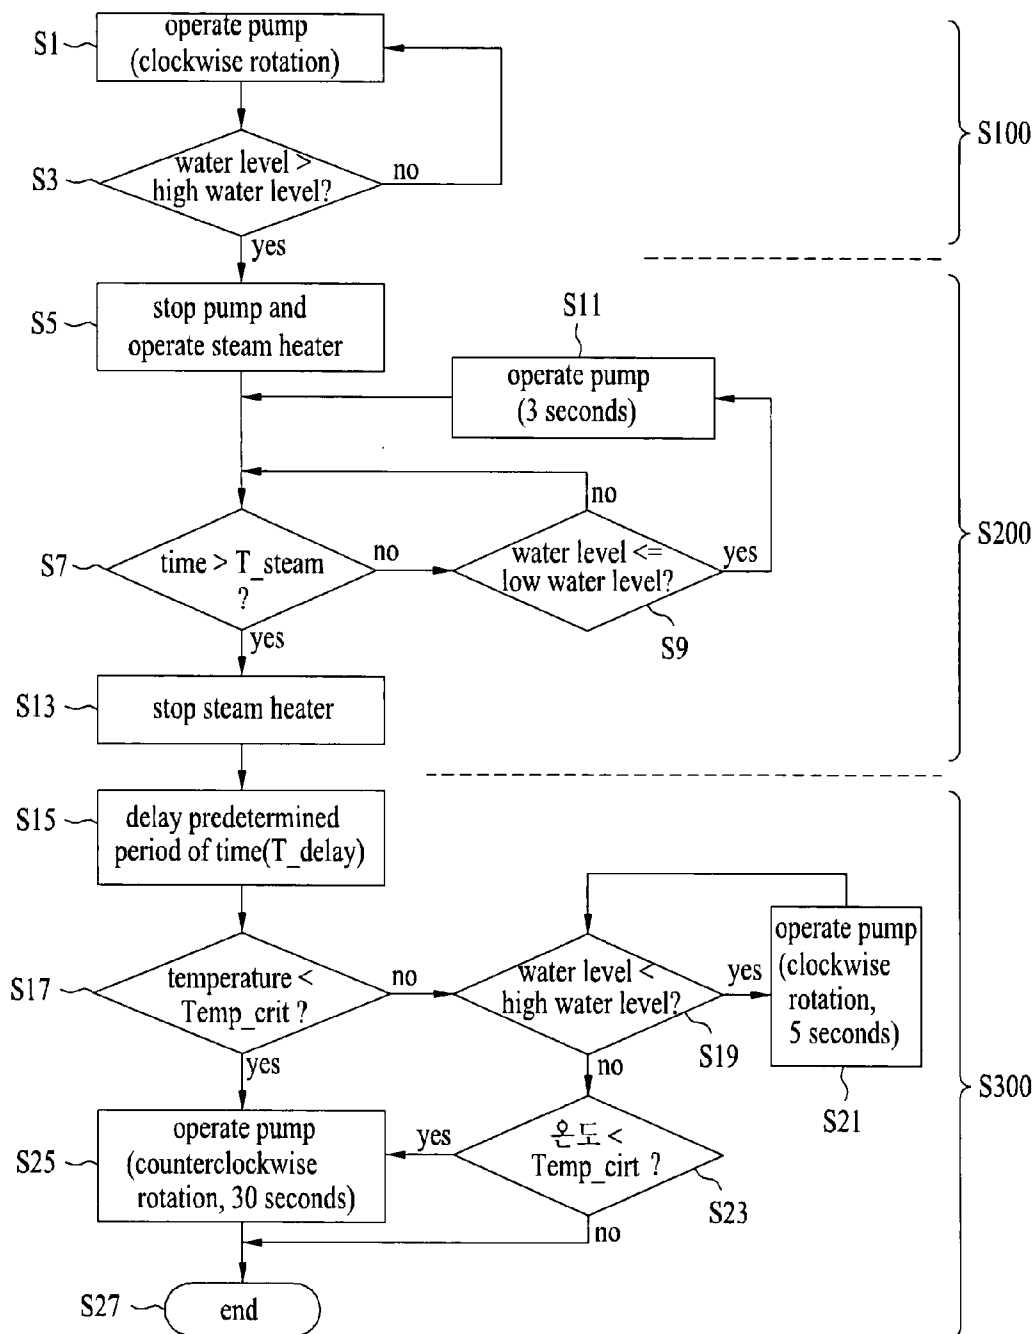 S1
operate pump
(clockwise rotation)
S3
water level >
high water level?
no
yes
S100
S5
stop pump and
operate steam heater
S11
operate pump
(3 seconds)
S7
time > T_steam
?
no
yes
water level <=
low water level?
no
yes
S9
S200
S13
stop steam heater
S15
delay predetermined
period of time(T_delay)
S17
temperature <
Temp_crit ?
no
yes
water level <
high water level?
yes
no
S19
operate pump
(clockwise
rotation,
5 seconds)
S21
S300
S25
operate pump
(counterclockwise
rotation, 30 seconds)
yes
온도 <
Temp_cirt ?
S23
no
S27
end